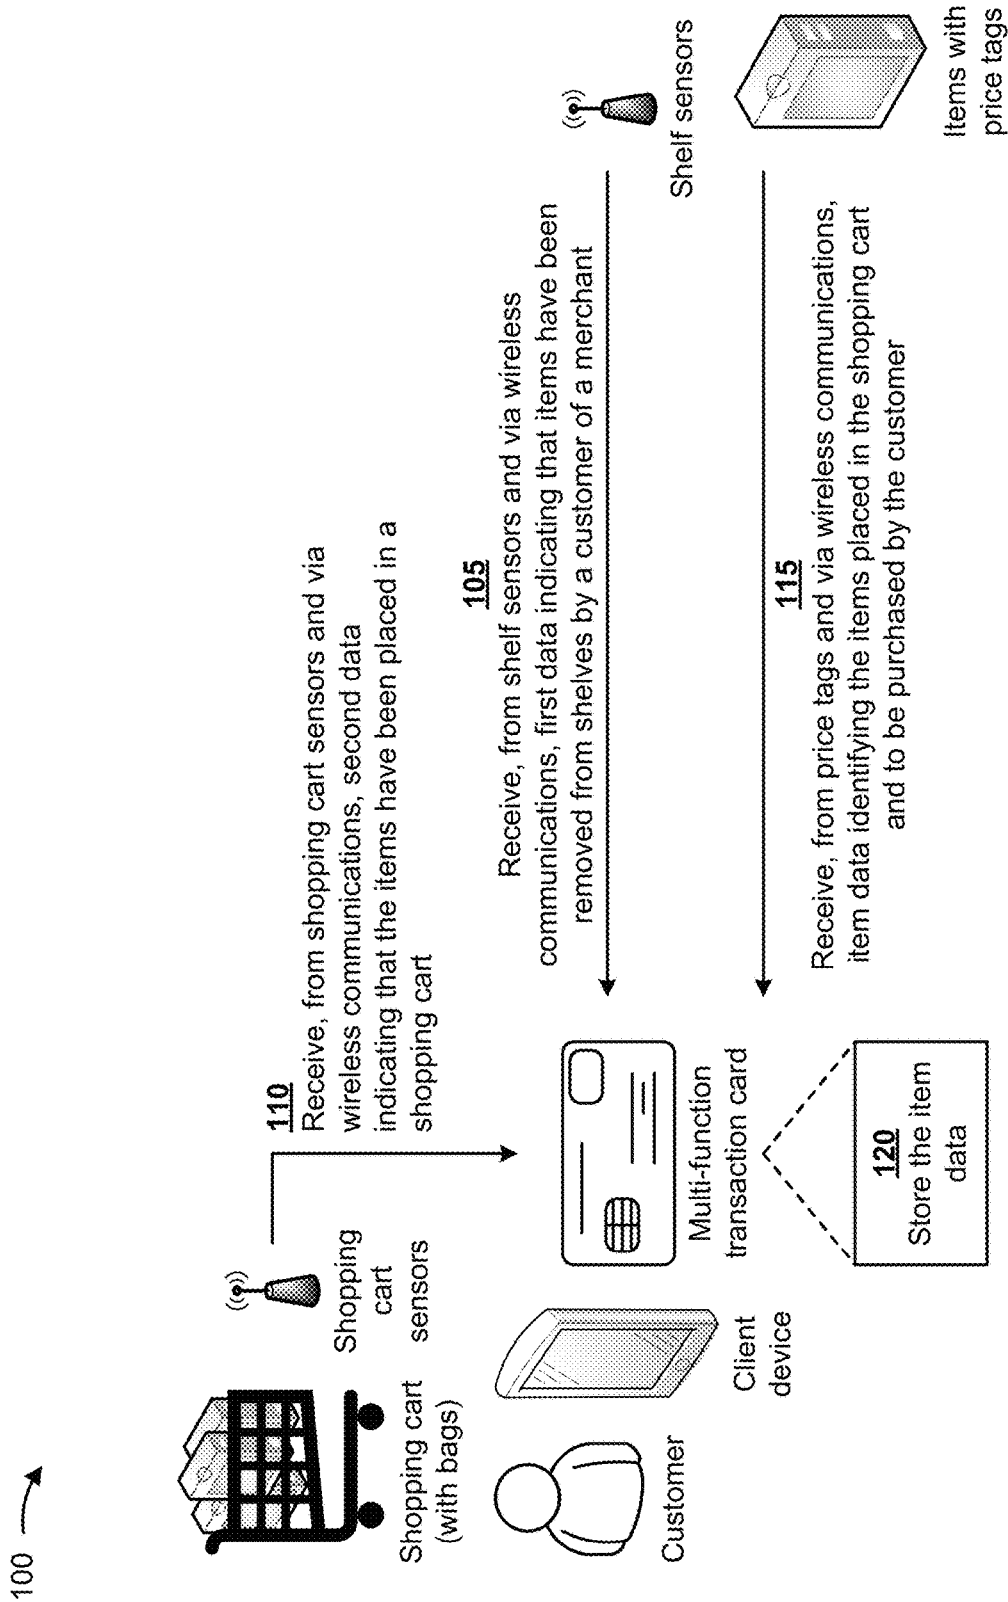 100
110
Receive, from shopping cart sensors and via
wireless communications, second data
indicating that the items have been placed in a
shopping cart
Shopping
cart
sensors
Shopping cart
(with bags)
105
Receive, from shelf sensors and via wireless
communications, first data indicating that items have been
removed from shelves by a customer of a merchant
Shelf sensors
Customer
Client
device
Multi-function
transaction card
115
Receive, from price tags and via wireless communications,
item data identifying the items placed in the shopping cart
and to be purchased by the customer
Items with
price tags
120
Store the item
data